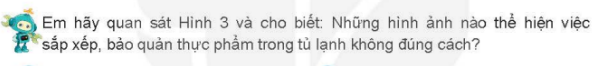 Em hãy quan sát Hình 3 và cho biết: Những hình ảnh nào thể hiện việc
sắp xếp, bảo quản thực phẩm trong tủ lạnh không đúng cách?